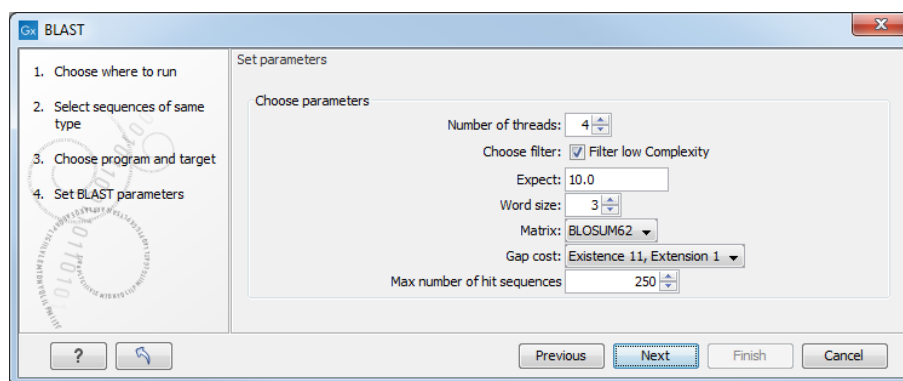 Gx BLAST
1. Choose where to run
2. Select sequences of same
type
3. Choose program and target
4. Set BLAST parameters
Set parameters
Choose parameters
Number of threads: 4
Choose filter: Filter low Complexity
Expect: 10.0
Word size: 3
Matrix: BLOSUM62
Gap cost: Existence 11, Extension 1
Max number of hit sequences 250
?
Previous
Next
Finish
Cancel